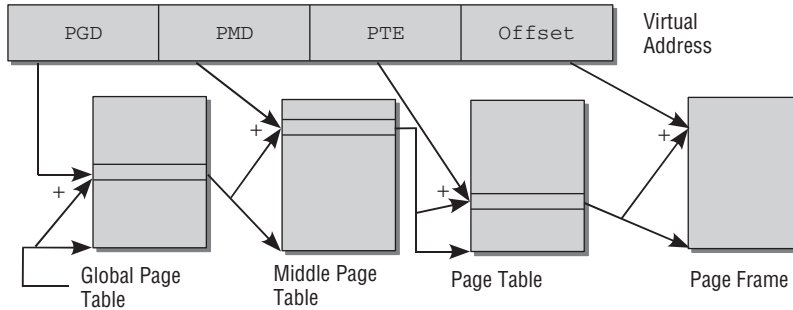 PGD PMD PTE Offset
Virtual
Address
+
+
+
+
Global Page
Table
Middle Page
Table
Page Table
Page Frame